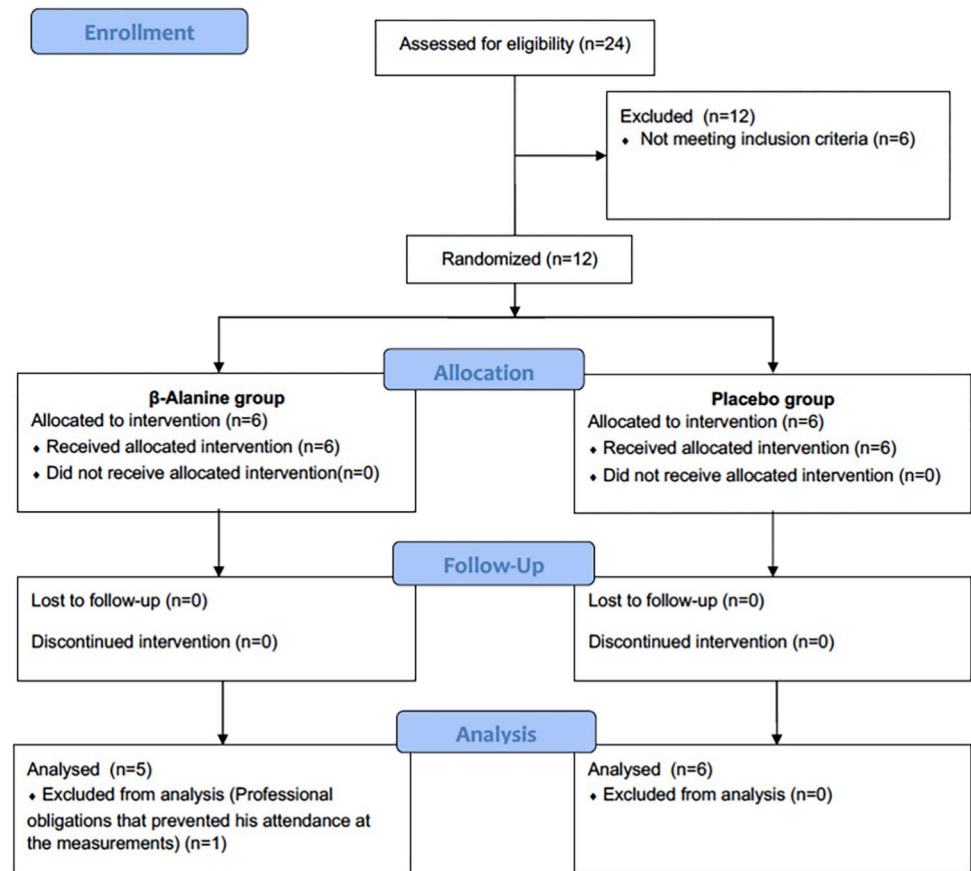 Enrollment
Assessed for eligibility (n=24)
Excluded (n=12)
⬧ Not meeting inclusion criteria (n=6)
Randomized (n=12)
Allocation
β-Alanine group
Allocated to intervention (n=6)
⬧ Received allocated intervention (n=6)
⬧ Did not receive allocated intervention(n=0)
Placebo group
Allocated to intervention (n=6)
⬧ Received allocated intervention (n=6)
⬧ Did not receive allocated intervention (n=0)
Follow-Up
Lost to follow-up (n=0)
Discontinued intervention (n=0)
Lost to follow-up (n=0)
Discontinued intervention (n=0)
Analysis
Analysed (n=5)
⬧ Excluded from analysis (Professional
obligations that prevented his attendance at
the measurements) (n=1)
Analysed (n=6)
⬧ Excluded from analysis (n=0)